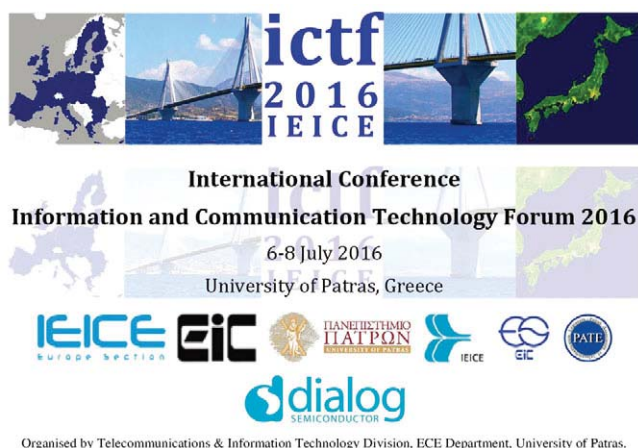 ictf
2016
IEICE
International Conference
Information and Communication Technology Forum 2016
6-8 July 2016
University of Patras, Greece
IEICE
Europe Section
EiC
ΠΑΝΕΠΙΣΤΗΜΙΟ
ΠΑΤΡΩΝ
UNIVERSITY OF PATRAS
IEICE
EiC
PATE
dialog
SEMICONDUCTOR
Organised by Telecommunications & Information Technology Division, ECE Department, University of Patras.